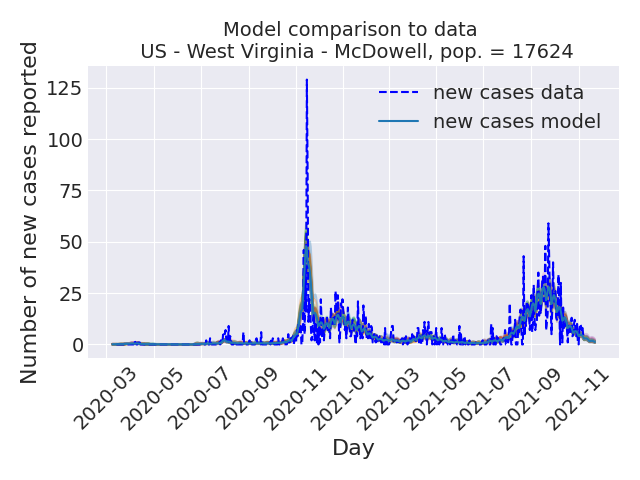 Model comparison to data
US - West Virginia - McDowell, pop. = 17624
Number of new cases reported
125
100
75
50
25
0
new cases data
new cases model
2020-03
2020-05
2020-07
2020-09
2020-11
2021-01
2021-03
2021-05
2021-07
2021-09
2021-11
Day